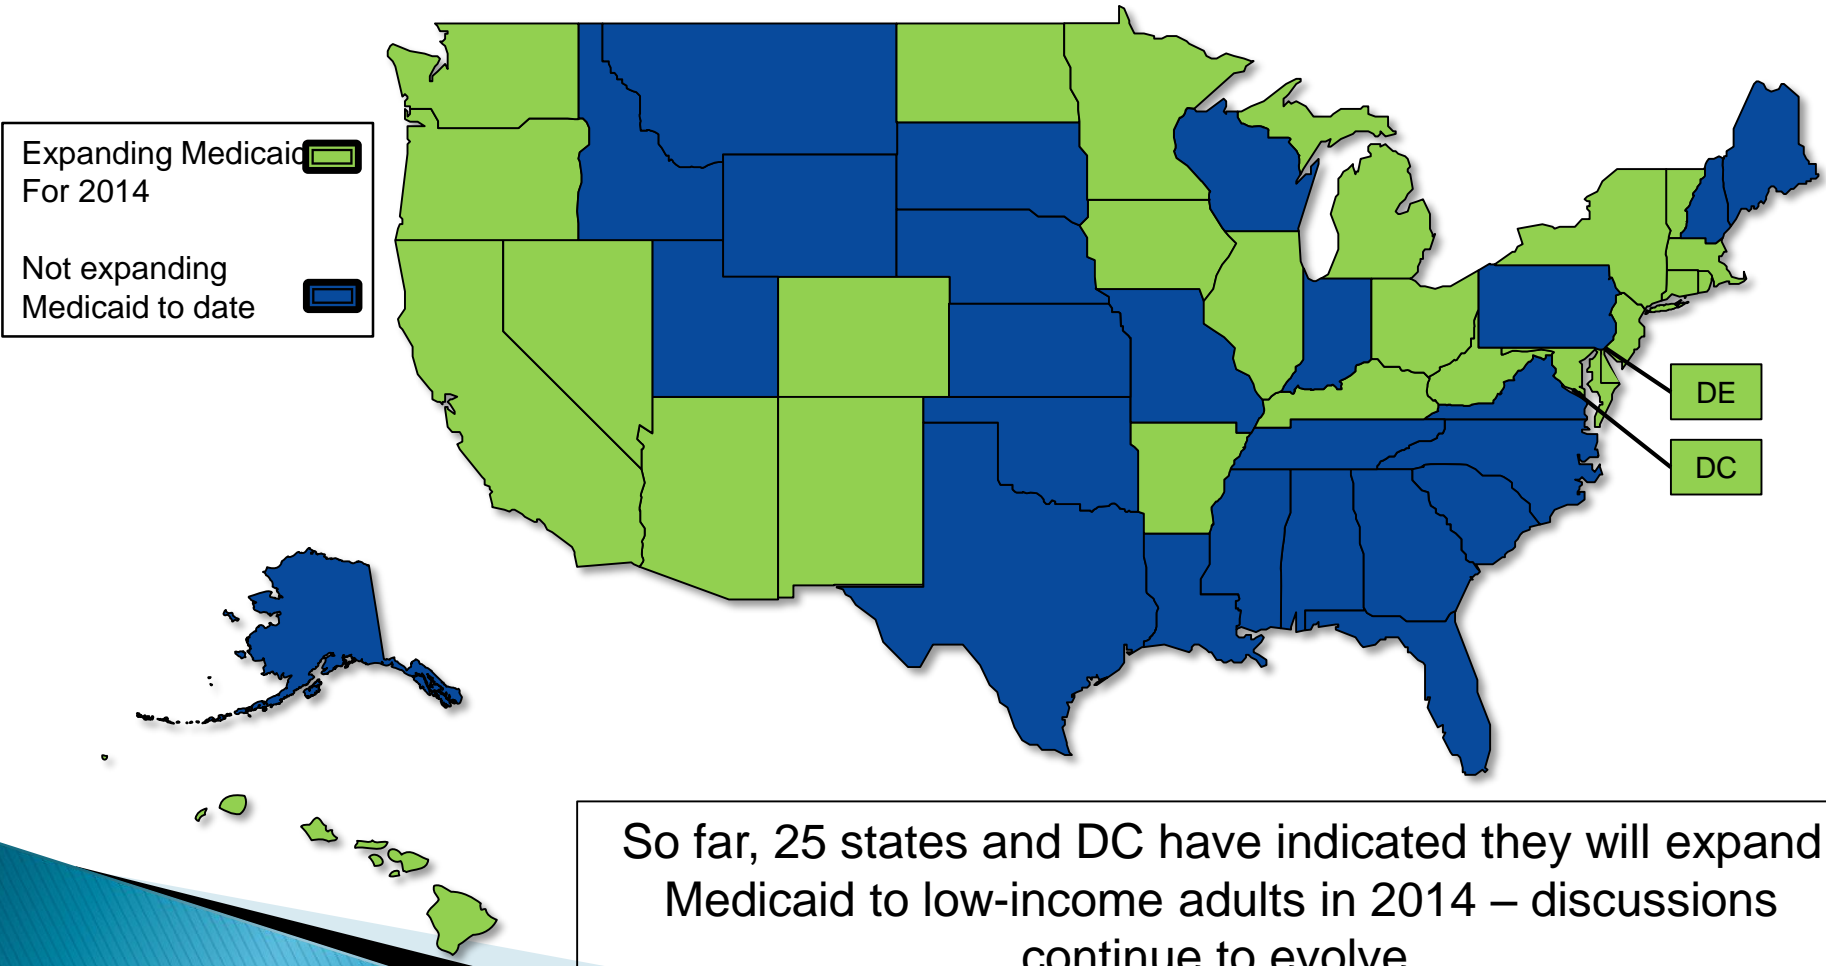 Expanding Medicaid
For 2014
Not expanding
Medicaid to date
DE
DC
So far, 25 states and DC have indicated they will expand
Medicaid to low-income adults in 2014 – discussions
continue to evolve